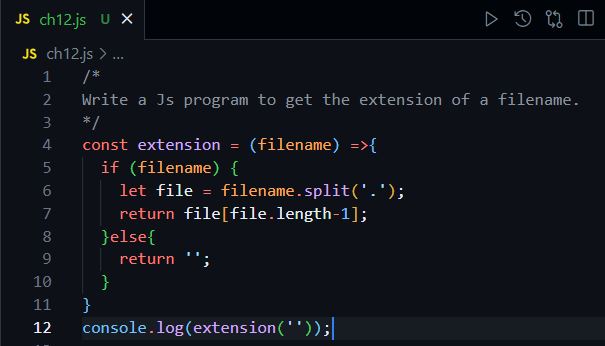 JS ch12.js U ×
JS ch12.js > ...
1 /*
2 Write a Js program to get the extension of a filename.
3 */
4 const extension = (filename) =>{
5 if (filename) {
6 let file = filename.split('.');
7 return file[file.length-1];
8 }else{
9 return '';
10 }
11 }
12 console.log(extension(''));